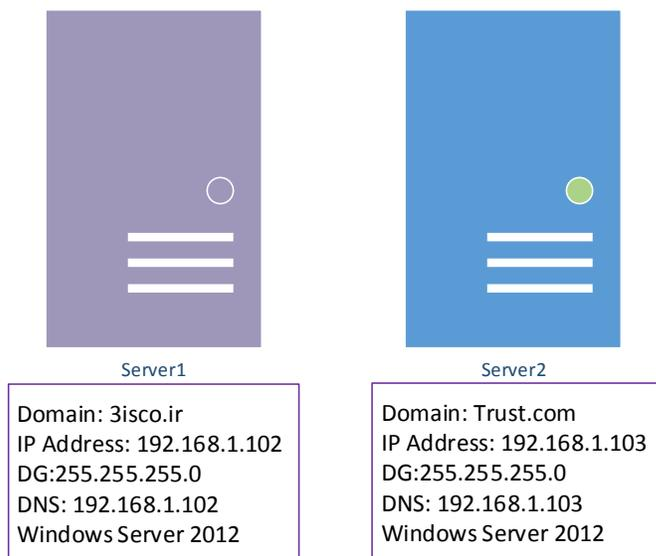 Server1
Domain: 3isco.ir
IP Address: 192.168.1.102
DG:255.255.255.0
DNS: 192.168.1.102
Windows Server 2012
Server2
Domain: Trust.com
IP Address: 192.168.1.103
DG:255.255.255.0
DNS: 192.168.1.103
Windows Server 2012